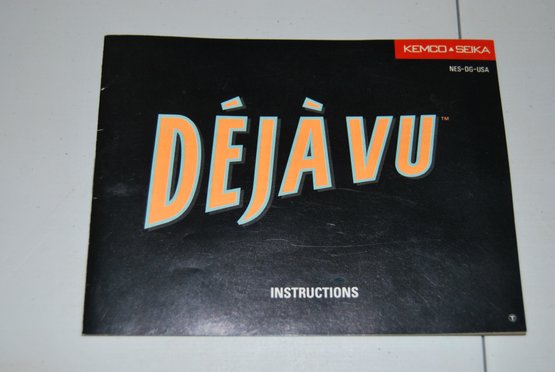 KEMCO▲SEIKA
NES-DG-USA
DÉJÀ VU™
INSTRUCTIONS
T